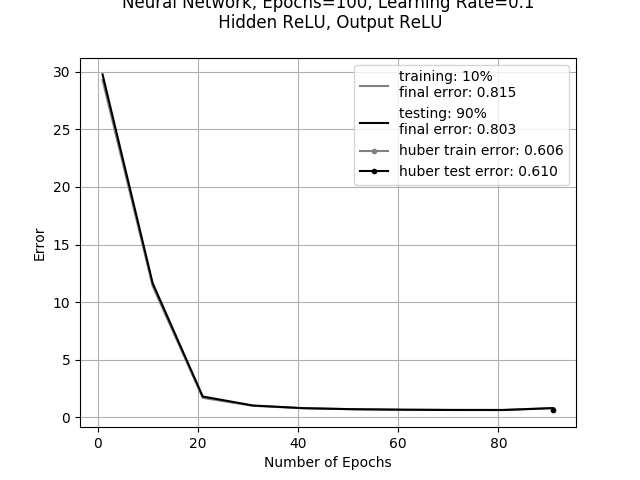 Neural Network, Epochs=100, Learning Rate=0.1
Hidden ReLU, Output ReLU
30
25
20
15
10
5
0
Error
training: 10%
final error: 0.815
testing: 90%
final error: 0.803
huber train error: 0.606
huber test error: 0.610
0
20
40
60
80
Number of Epochs